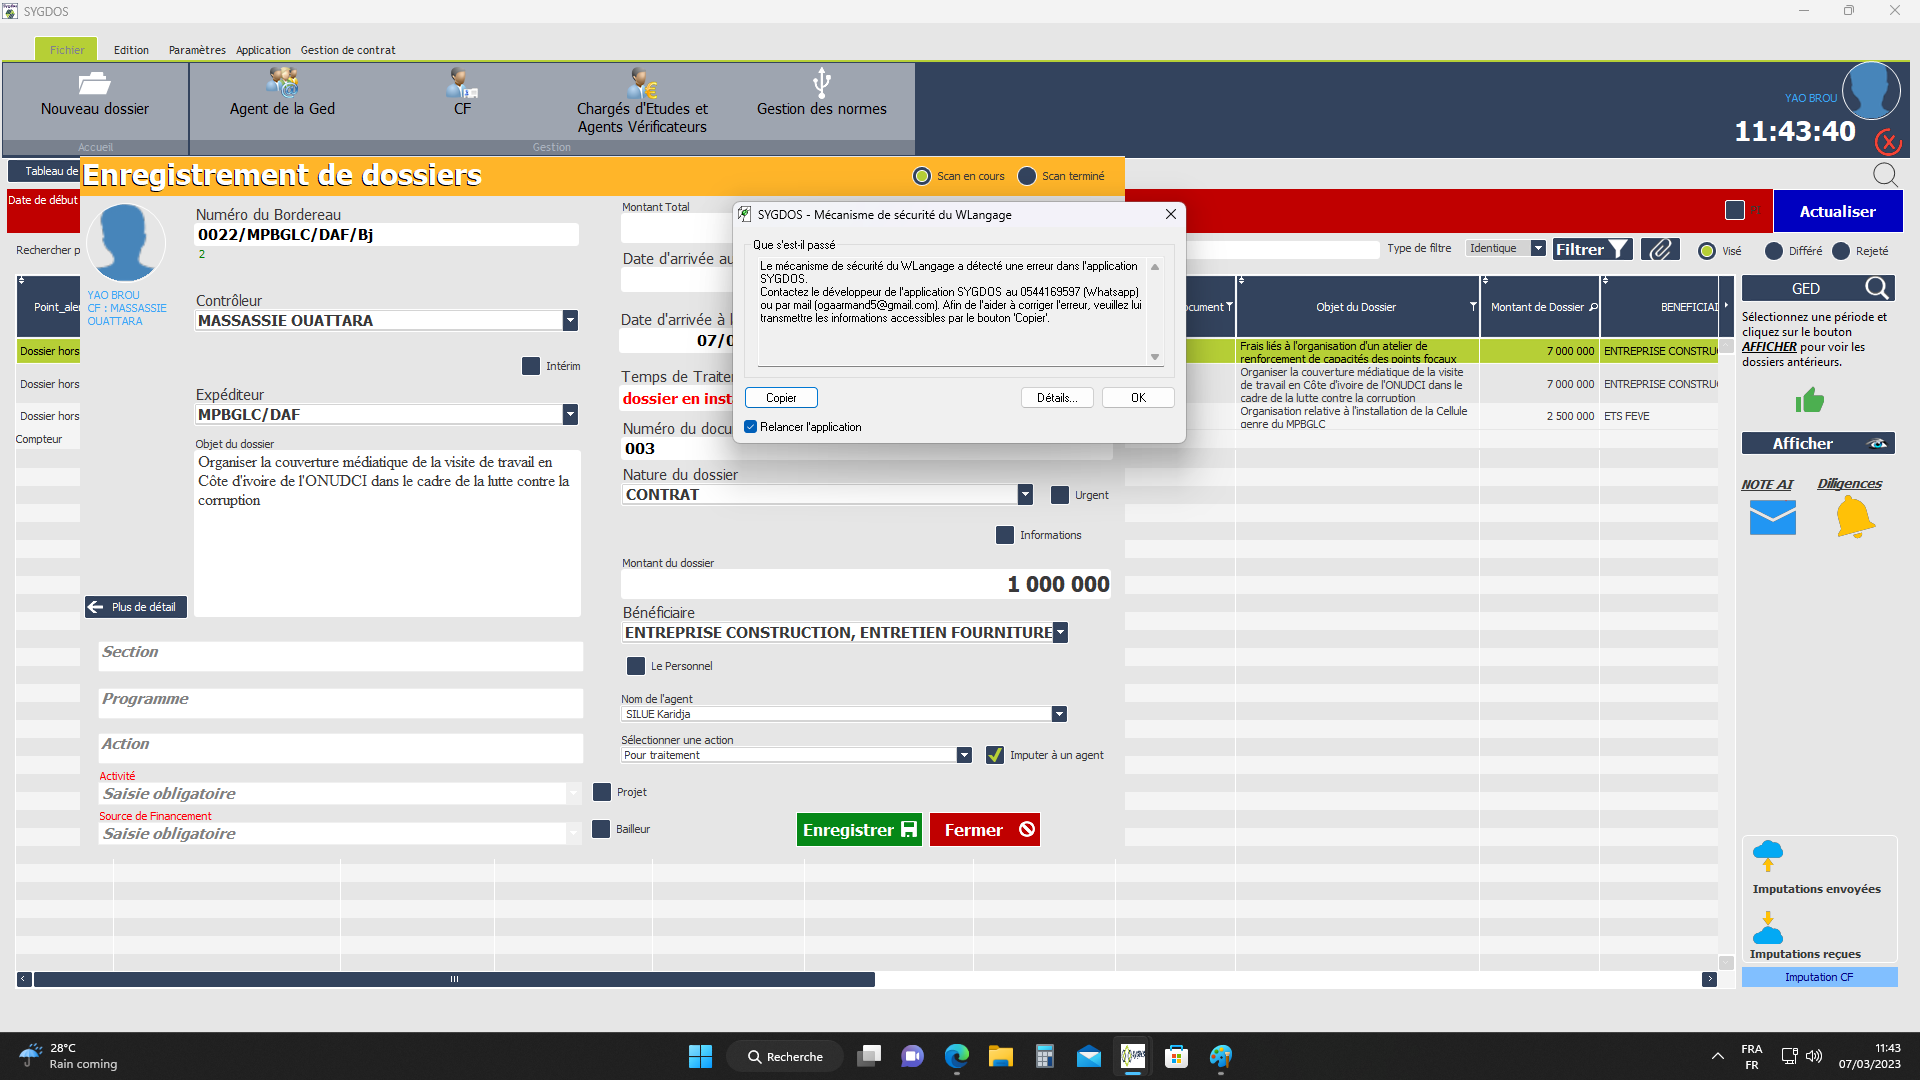 SYGDOS
Fichier
Edition
Paramètres
Application
Gestion de contrat
Nouveau dossier
Accueil
Agent de la Ged
CF
Chargés d'Etudes et
Agents Vérificateurs
Gestion des normes
Gestion
YAO BROU
11:43:40
Tableau de
Enregistrement de dossiers
Scan en cours
Scan terminé
Date de début
Actualiser
Rechercher p
Type de filtre
Identique
Filtrer
Visé
Différé
Rejeté
YAO BROU
CF : MASSASSIE
OUATTARA
Numéro du Bordereau
0022/MPBGLC/DAF/Bj
2
Contrôleur
MASSASSIE OUATTARA
Intérim
Expéditeur
MPBGLC/DAF
Objet du dossier
Organiser la couverture médiatique de la visite de travail en
Côte d'ivoire de l'ONUDCI dans le cadre de la lutte contre la
corruption
Plus de détail
Section
Programme
Action
Activité
Saisie obligatoire
Source de Financement
Saisie obligatoire
Projet
Bailleur
Montant Total
Date d'arrivée au
Date d'arrivée à l
07/0
Temps de Traite
dossier en inst
Numéro du docu
003
Nature du dossier
CONTRAT
Urgent
Informations
Montant du dossier
1 000 000
Bénéficiaire
ENTREPRISE CONSTRUCTION, ENTRETIEN FOURNITURE
Le Personnel
Nom de l'agent
SILUE Karidja
Sélectionner une action
Pour traitement
Imputer à un agent
Enregistrer
Fermer
SYGDOS - Mécanisme de sécurité du WLangage
Que s'est-il passé
Le mécanisme de sécurité du WLangage a détecté une erreur dans l'application
SYGDOS.
Contactez le développeur de l'application SYGDOS au 0544169597 (Whatsapp)
ou par mail (ogaarmand5@gmail.com). Afin de l'aider à corriger l'erreur, veuillez lui
transmettre les informations accessibles par le bouton 'Copier'.
Copier
Détails...
OK
Relancer l'application
Point_aler
Dossier hors
Dossier hors
Dossier hors
Compteur
cument
Objet du Dossier
Montant de Dossier
BENEFICIAI
Frais liés à l'organisation d'un atelier de
renforcement de capacités des points focaux
7 000 000
ENTREPRISE CONSTRU
Organiser la couverture médiatique de la visite
de travail en Côte d'ivoire de l'ONUDCI dans le
cadre de la lutte contre la corruption
7 000 000
ENTREPRISE CONSTRU
Organisation relative à l'installation de la Cellule
genre du MPBGLC
2 500 000
ETS FEVE
GED
Sélectionnez une période et
cliquez sur le bouton
AFFICHER pour voir les
dossiers antérieurs.
Afficher
NOTE AI
Diligences
Imputations envoyées
Imputations reçues
Imputation CF
28°C
Rain coming
Recherche
FRA
FR
11:43
07/03/2023